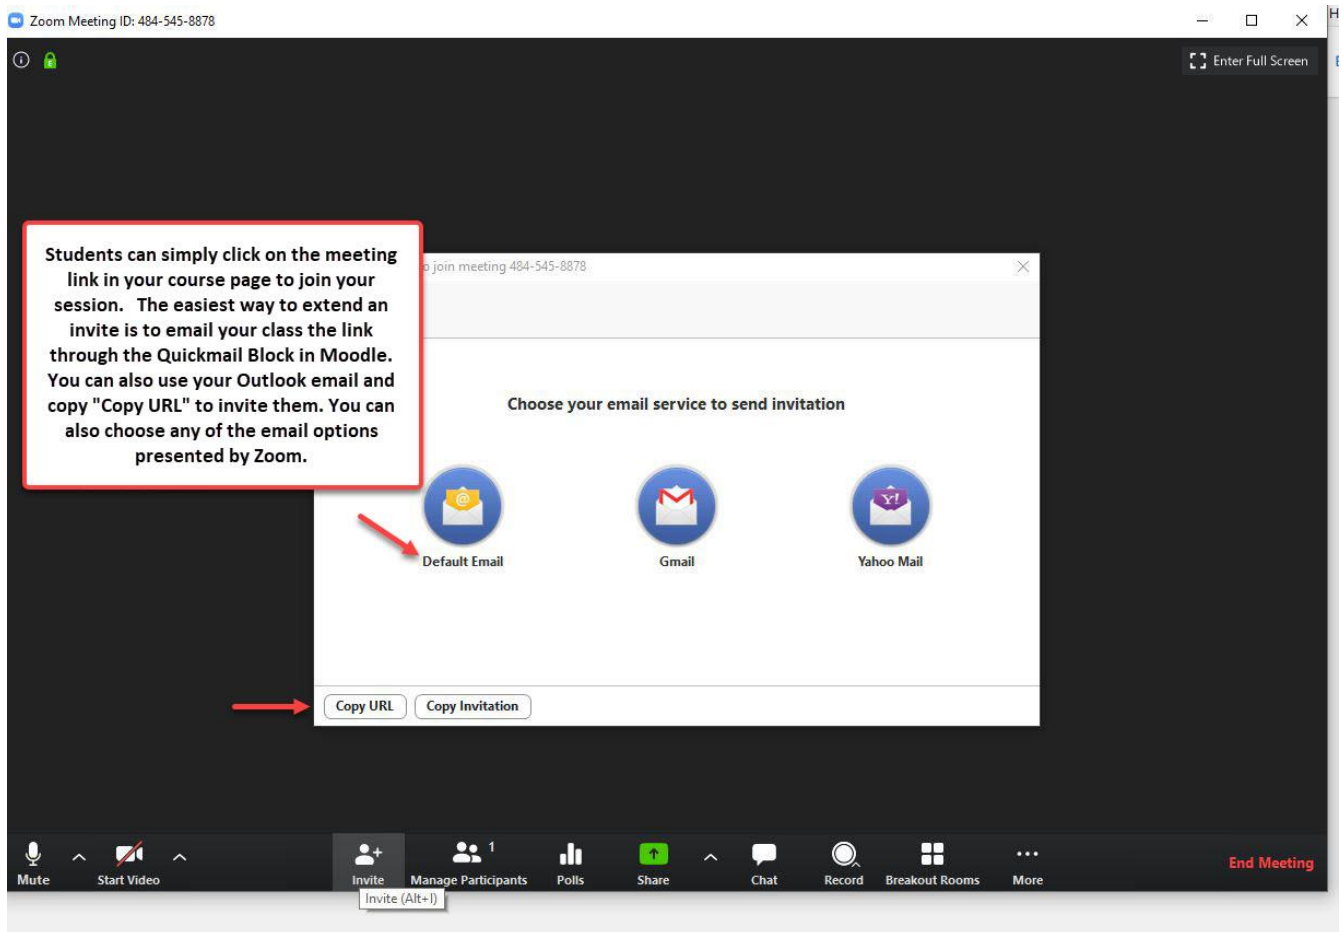 Zoom Meeting ID: 484-545-8878
Enter Full Screen
Students can simply click on the meeting
link in your course page to join your
session. The easiest way to extend an
invite is to email your class the link
through the Quickmail Block in Moodle.
You can also use your Outlook email and
copy "Copy URL" to invite them. You can
also choose any of the email options
presented by Zoom.
join meeting 484-545-8878
Choose your email service to send invitation
Default Email
Gmail
Yahoo Mail
Copy URL
Copy Invitation
1
Mute
Start Video
Invite
Manage Participants
Polls
Share
Chat
Record
Breakout Rooms
More
End Meeting
Invite (Alt+I)